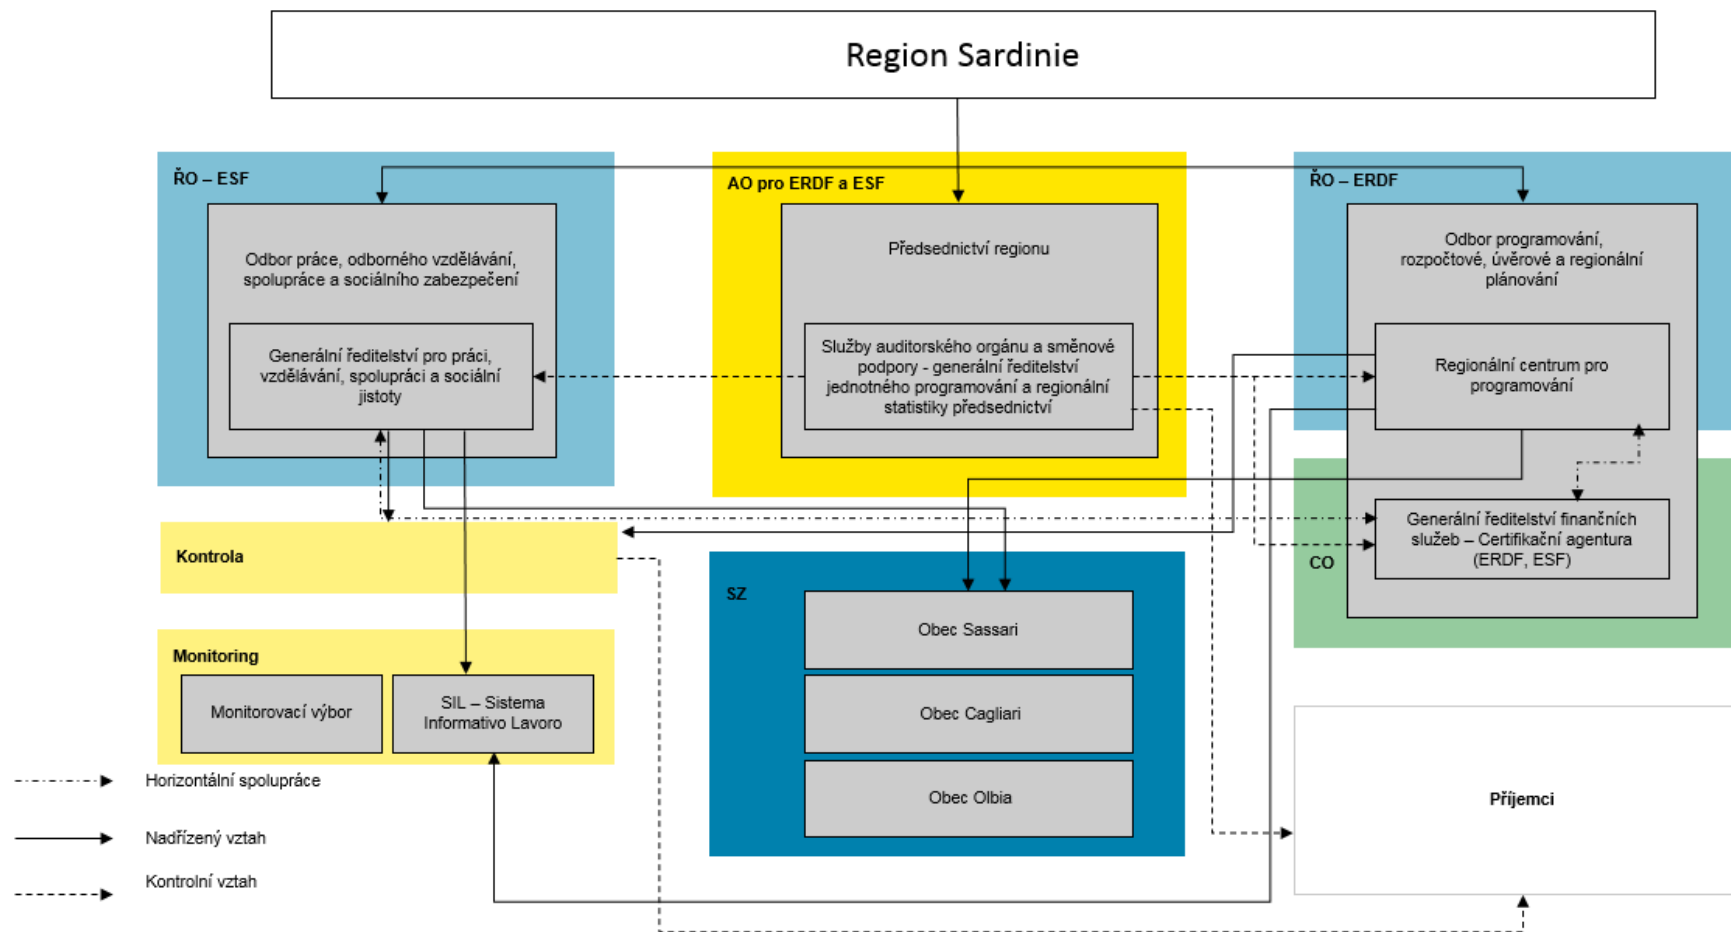 Region Sardinie
ŘO – ESF
Odbor práce, odborného vzdělávání,
spolupráce a sociálního zabezpečení
Generální ředitelství pro práci,
vzdělávání, spolupráci a sociální
jistoty
AO pro ERDF a ESF
Předsednictví regionu
Služby auditorského orgánu a směnové
podpory - generální ředitelství
jednotného programování a regionální
statistiky předsednictví
ŘO – ERDF
Odbor programování,
rozpočtové, úvěrové a regionální
plánování
Regionální centrum pro
programování
Generální ředitelství finančních
služeb – Certifikační agentura
(ERDF, ESF)
CO
Kontrola
Monitoring
Monitorovací výbor
SIL – Sistema
Informativo Lavoro
SZ
Obec Sassari
Obec Cagliari
Obec Olbia
Příjemci
Horizontální spolupráce
Nadřízený vztah
Kontrolní vztah